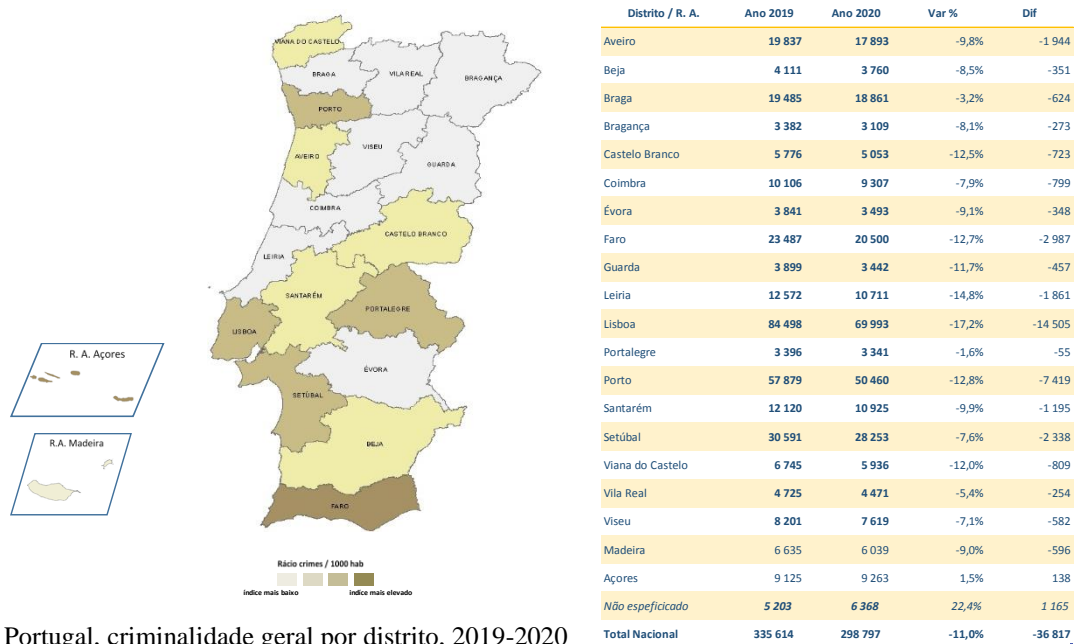 VIANA DO CASTELO
BRAGA
VILA REAL
BRAGANÇA
PORTO
AVEIRO
VISEU
GUARDA
COIMBRA
CASTELO BRANCO
LEIRIA
SANTARÉM
PORTALEGRE
LISBOA
ÉVORA
SETÚBAL
BEJA
FARO
R. A. Açores
R.A. Madeira
Rácio crimes / 1000 hab
índice mais baixo índice mais elevado
Portugal, criminalidade geral por distrito, 2019-2020
Distrito / R. A. Ano 2019 Ano 2020 Var % Dif
Aveiro 19 837 17 893 -9,8% -1 944
Beja 4 111 3 760 -8,5% -351
Braga 19 485 18 861 -3,2% -624
Bragança 3 382 3 109 -8,1% -273
Castelo Branco 5 776 5 053 -12,5% -723
Coimbra 10 106 9 307 -7,9% -799
Évora 3 841 3 493 -9,1% -348
Faro 23 487 20 500 -12,7% -2 987
Guarda 3 899 3 442 -11,7% -457
Leiria 12 572 10 711 -14,8% -1 861
Lisboa 84 498 69 993 -17,2% -14 505
Portalegre 3 396 3 341 -1,6% -55
Porto 57 879 50 460 -12,8% -7 419
Santarém 12 120 10 925 -9,9% -1 195
Setúbal 30 591 28 253 -7,6% -2 338
Viana do Castelo 6 745 5 936 -12,0% -809
Vila Real 4 725 4 471 -5,4% -254
Viseu 8 201 7 619 -7,1% -582
Madeira 6 635 6 039 -9,0% -596
Açores 9 125 9 263 1,5% 138
Não espeficicado 5 203 6 368 22,4% 1 165
Total Nacional 335 614 298 797 -11,0% -36 817